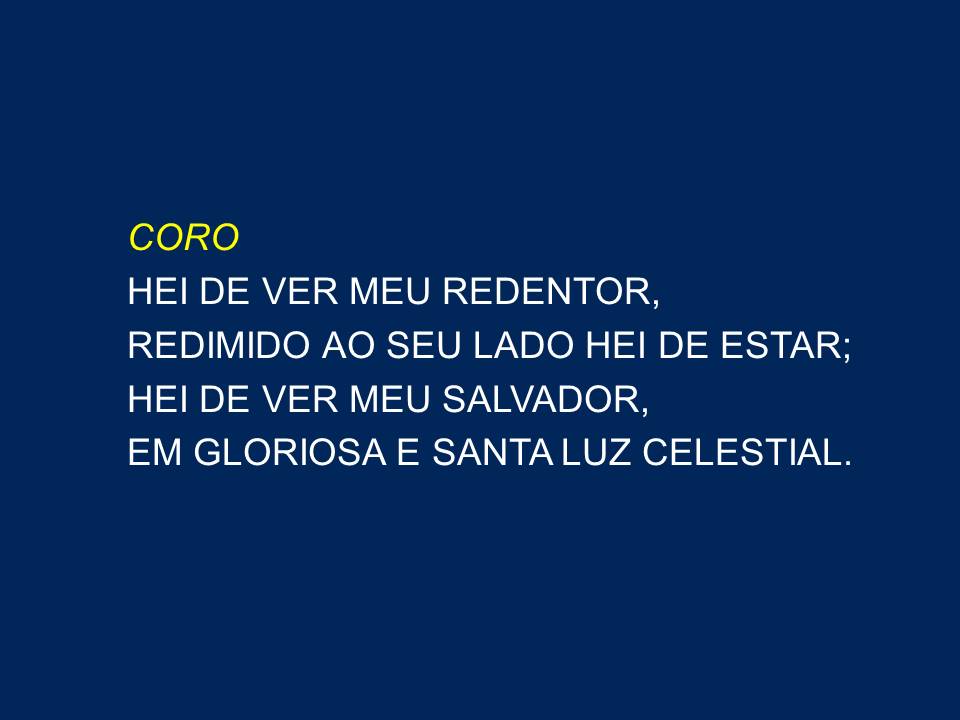 CORO
HEI DE VER MEU REDENTOR,
REDIMIDO AO SEU LADO HEI DE ESTAR;
HEI DE VER MEU SALVADOR,
EM GLORIOSA E SANTA LUZ CELESTIAL.